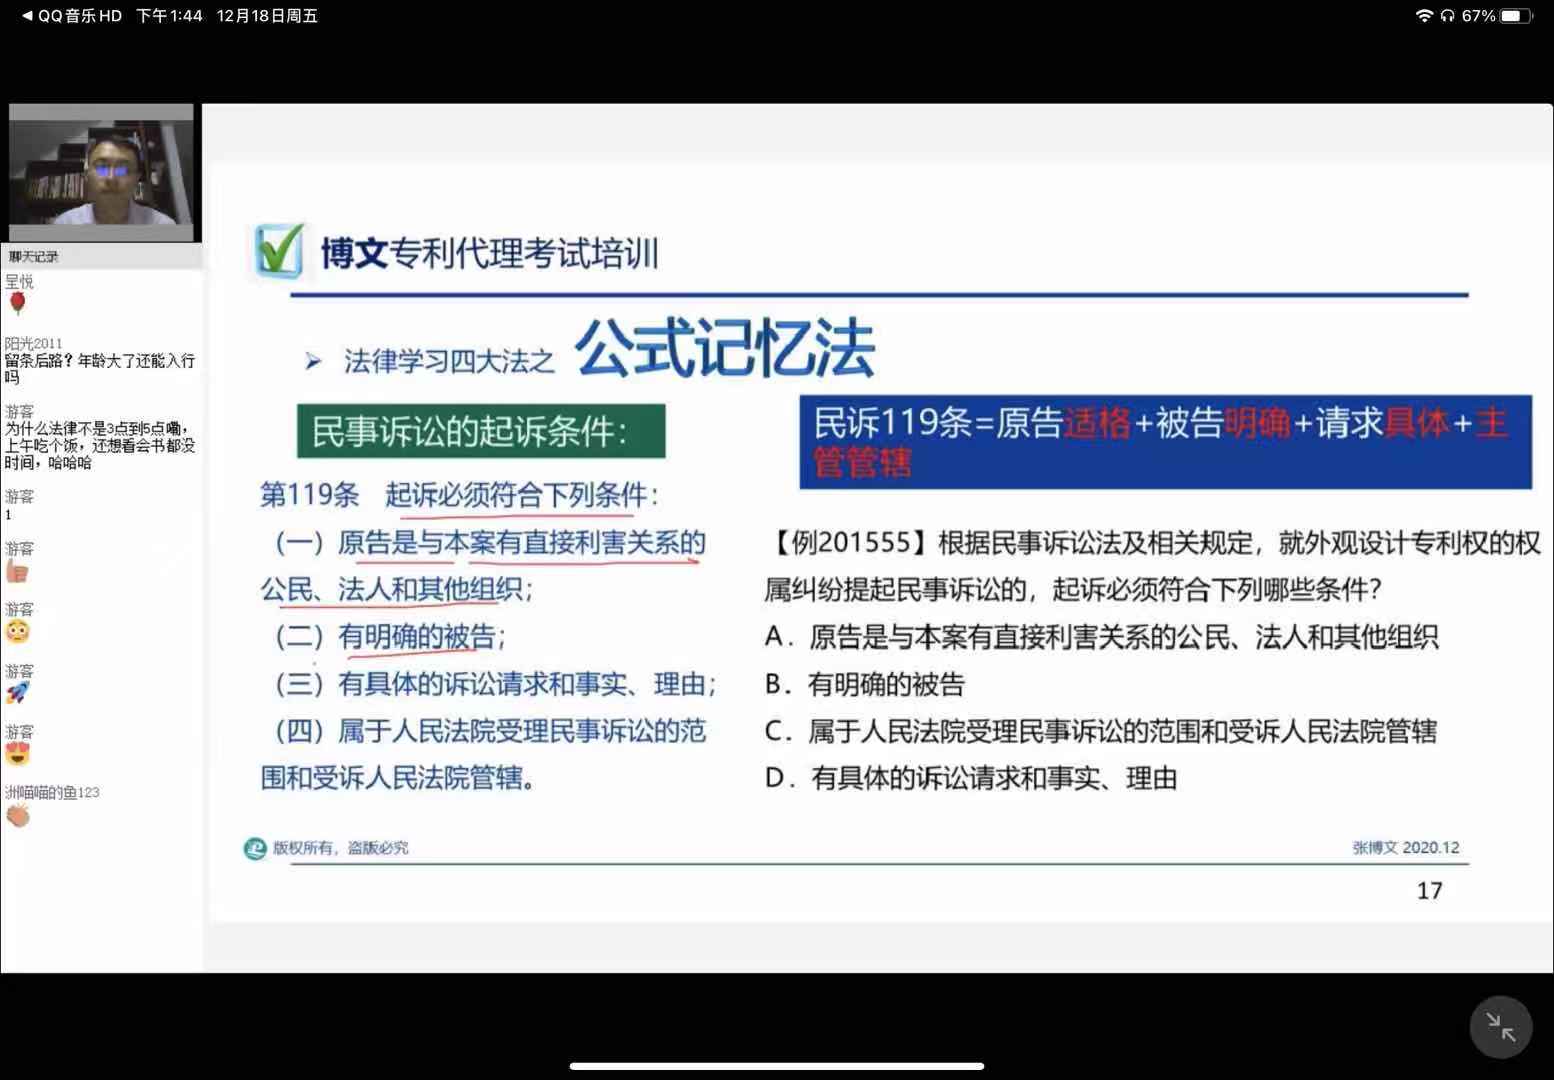 QQ音乐HD 下午1:44 12月18日周五
67%
聊天记录
呈悦
阳光2011
留条后路？年龄大了还能入行
吗
游客
为什么法律不是3点到5点嘞，
上午吃个饭，还想看会书都没
时间，哈哈哈
游客
1
游客
游客
游客
游客
洲喵喵的鱼123
博文专利代理考试培训
法律学习四大法之 公式记忆法
民事诉讼的起诉条件：
第119条 起诉必须符合下列条件：
（一）原告是与本案有直接利害关系的
公民、法人和其他组织；
（二）有明确的被告；
（三）有具体的诉讼请求和事实、理由；
（四）属于人民法院受理民事诉讼的范
围和受诉人民法院管辖。
民诉119条=原告适格+被告明确+请求具体+主
管管辖
【例201555】根据民事诉讼法及相关规定，就外观设计专利权的权
属纠纷提起民事诉讼的，起诉必须符合下列哪些条件？
A．原告是与本案有直接利害关系的公民、法人和其他组织
B．有明确的被告
C．属于人民法院受理民事诉讼的范围和受诉人民法院管辖
D．有具体的诉讼请求和事实、理由
版权所有，盗版必究
张博文 2020.12
17